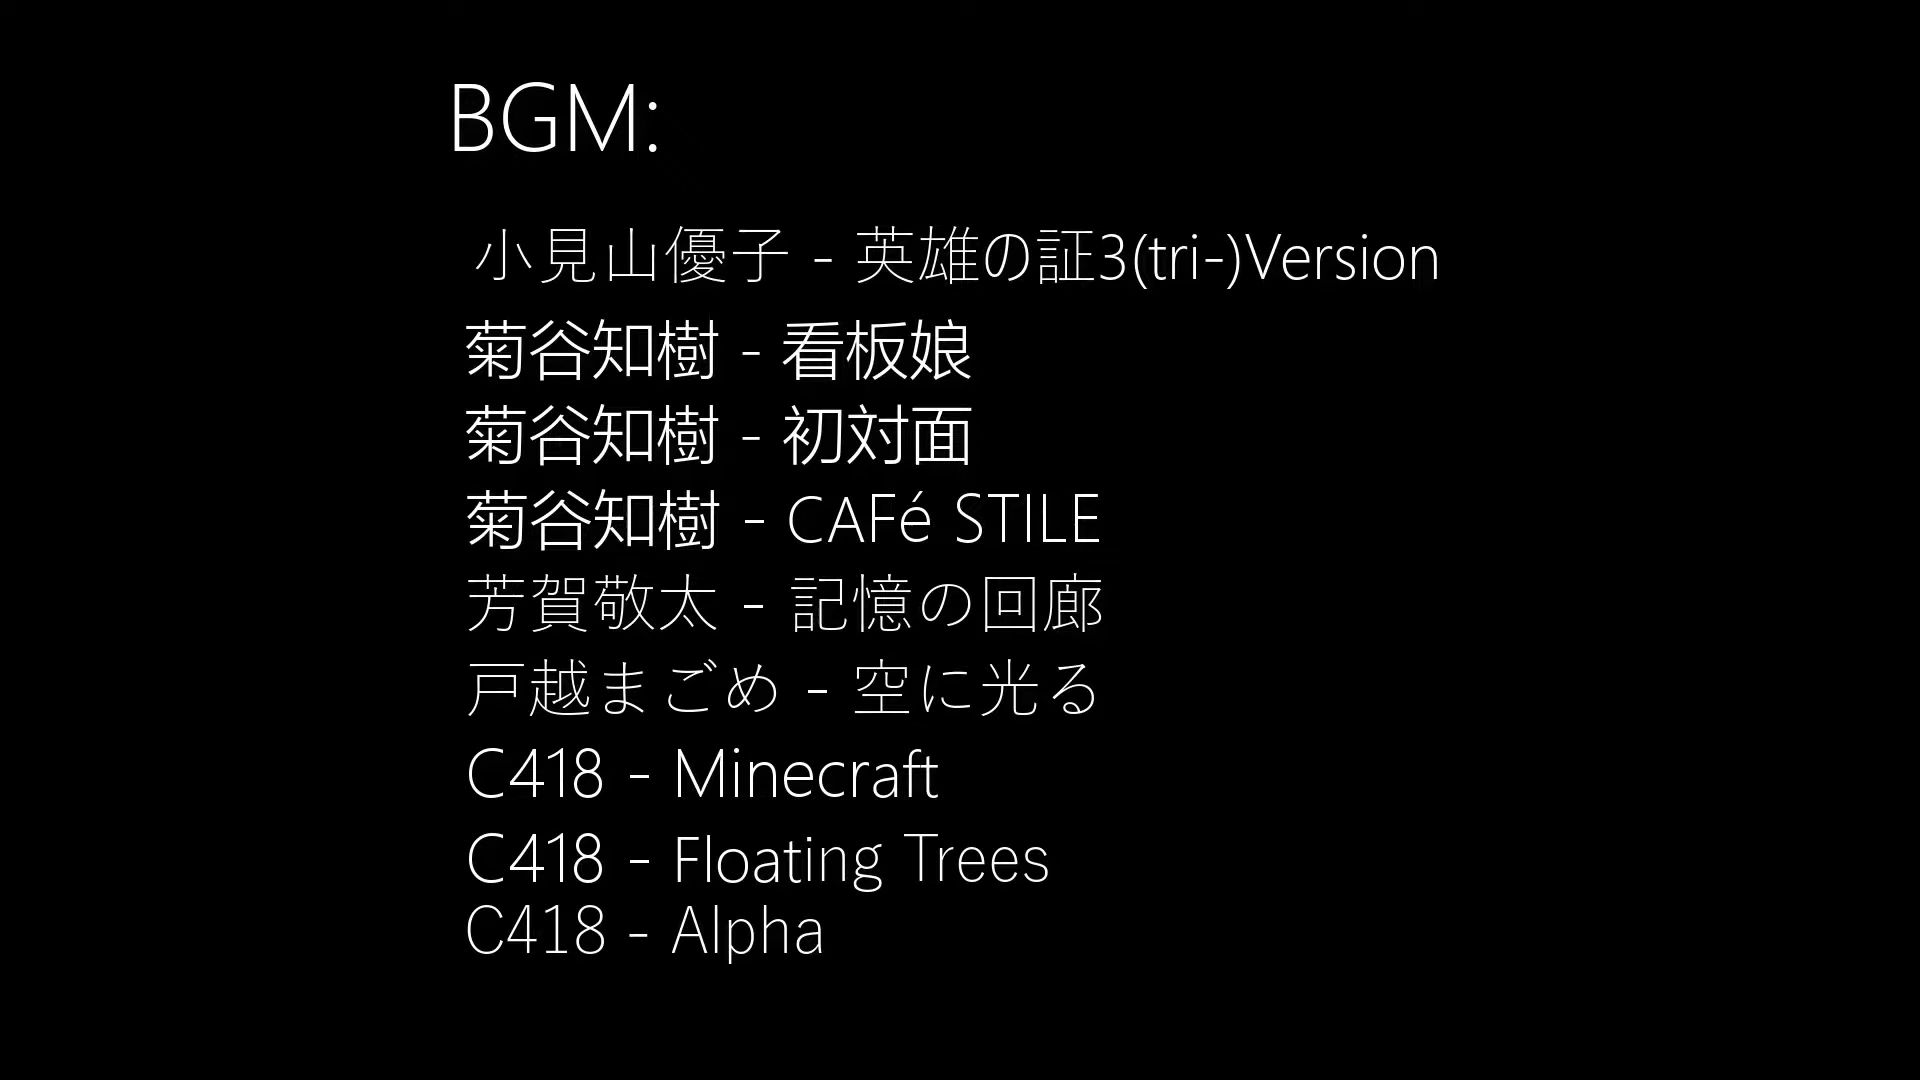 BGM:
小見山優子 - 英雄の証3(tri-)Version
菊谷知樹 - 看板娘
菊谷知樹 - 初対面
菊谷知樹 - CAFé STILE
芳賀敬太 - 記憶の回廊
戸越まごめ - 空に光る
C418 - Minecraft
C418 - Floating Trees
C418 - Alpha